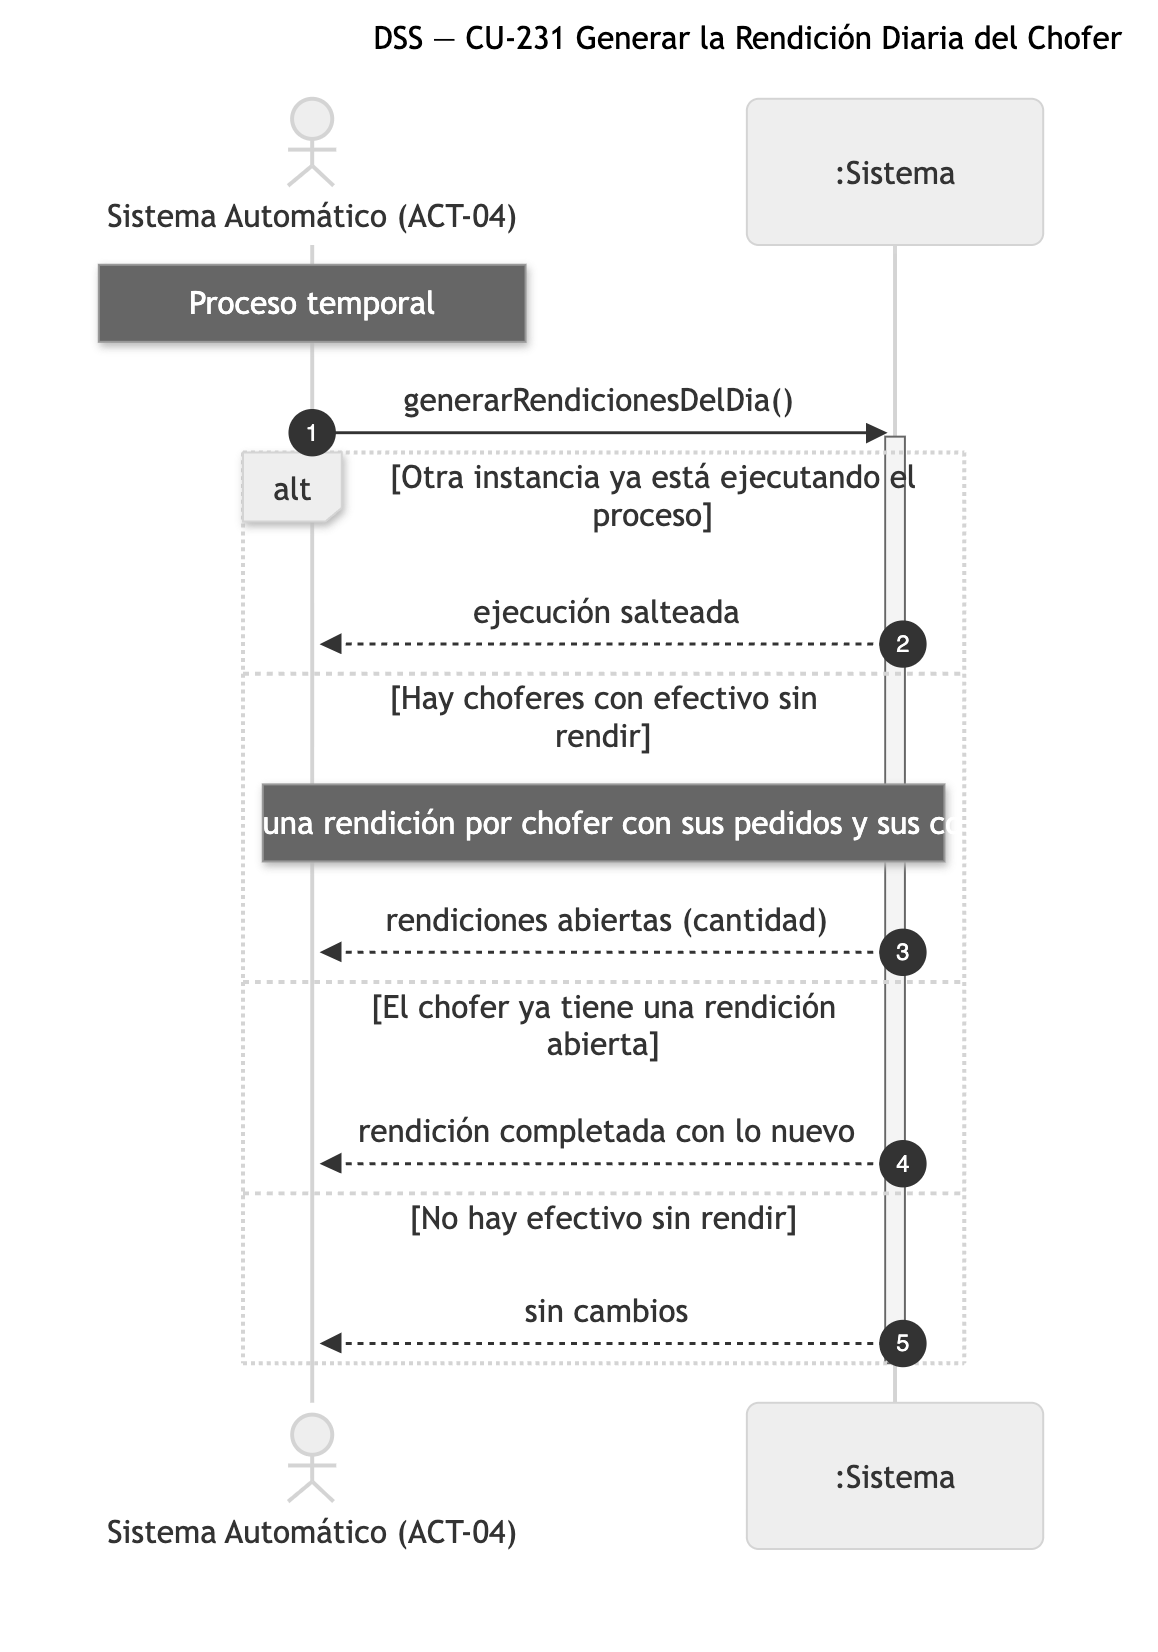 DSS — CU-231 Generar la Rendición Diaria del Chofer
Sistema Automático (ACT-04)
:Sistema
Proceso temporal
generarRendicionesDelDia()
1
alt
[Otra instancia ya está ejecutando el
proceso]
ejecución salteada
2
[Hay choferes con efectivo sin
rendir]
una rendición por chofer con sus pedidos y sus
rendiciones abiertas (cantidad)
3
[El chofer ya tiene una rendición
abierta]
rendición completada con lo nuevo
4
[No hay efectivo sin rendir]
sin cambios
5
Sistema Automático (ACT-04)
:Sistema